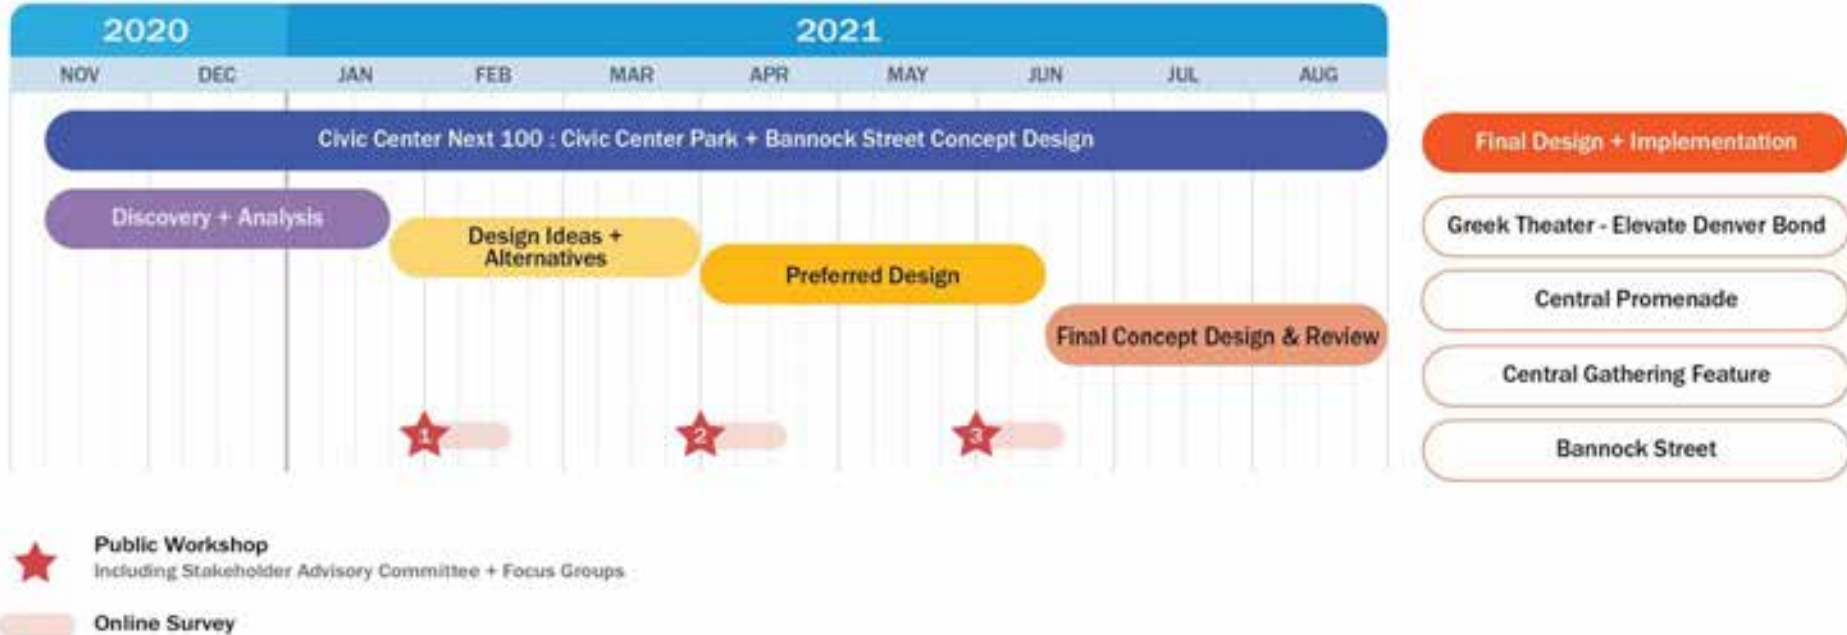 2020 2021
NOV DEC JAN FEB MAR APR MAY JUN JUL AUG
Civic Center Next 100 : Civic Center Park + Bannock Street Concept Design
Discovery + Analysis
Design Ideas +
Alternatives
Preferred Design
Final Concept Design & Review
1 2 3
Final Design + Implementation
Greek Theater - Elevate Denver Bond
Central Promenade
Central Gathering Feature
Bannock Street
Public Workshop
Including Stakeholder Advisory Committee + Focus Groups
Online Survey